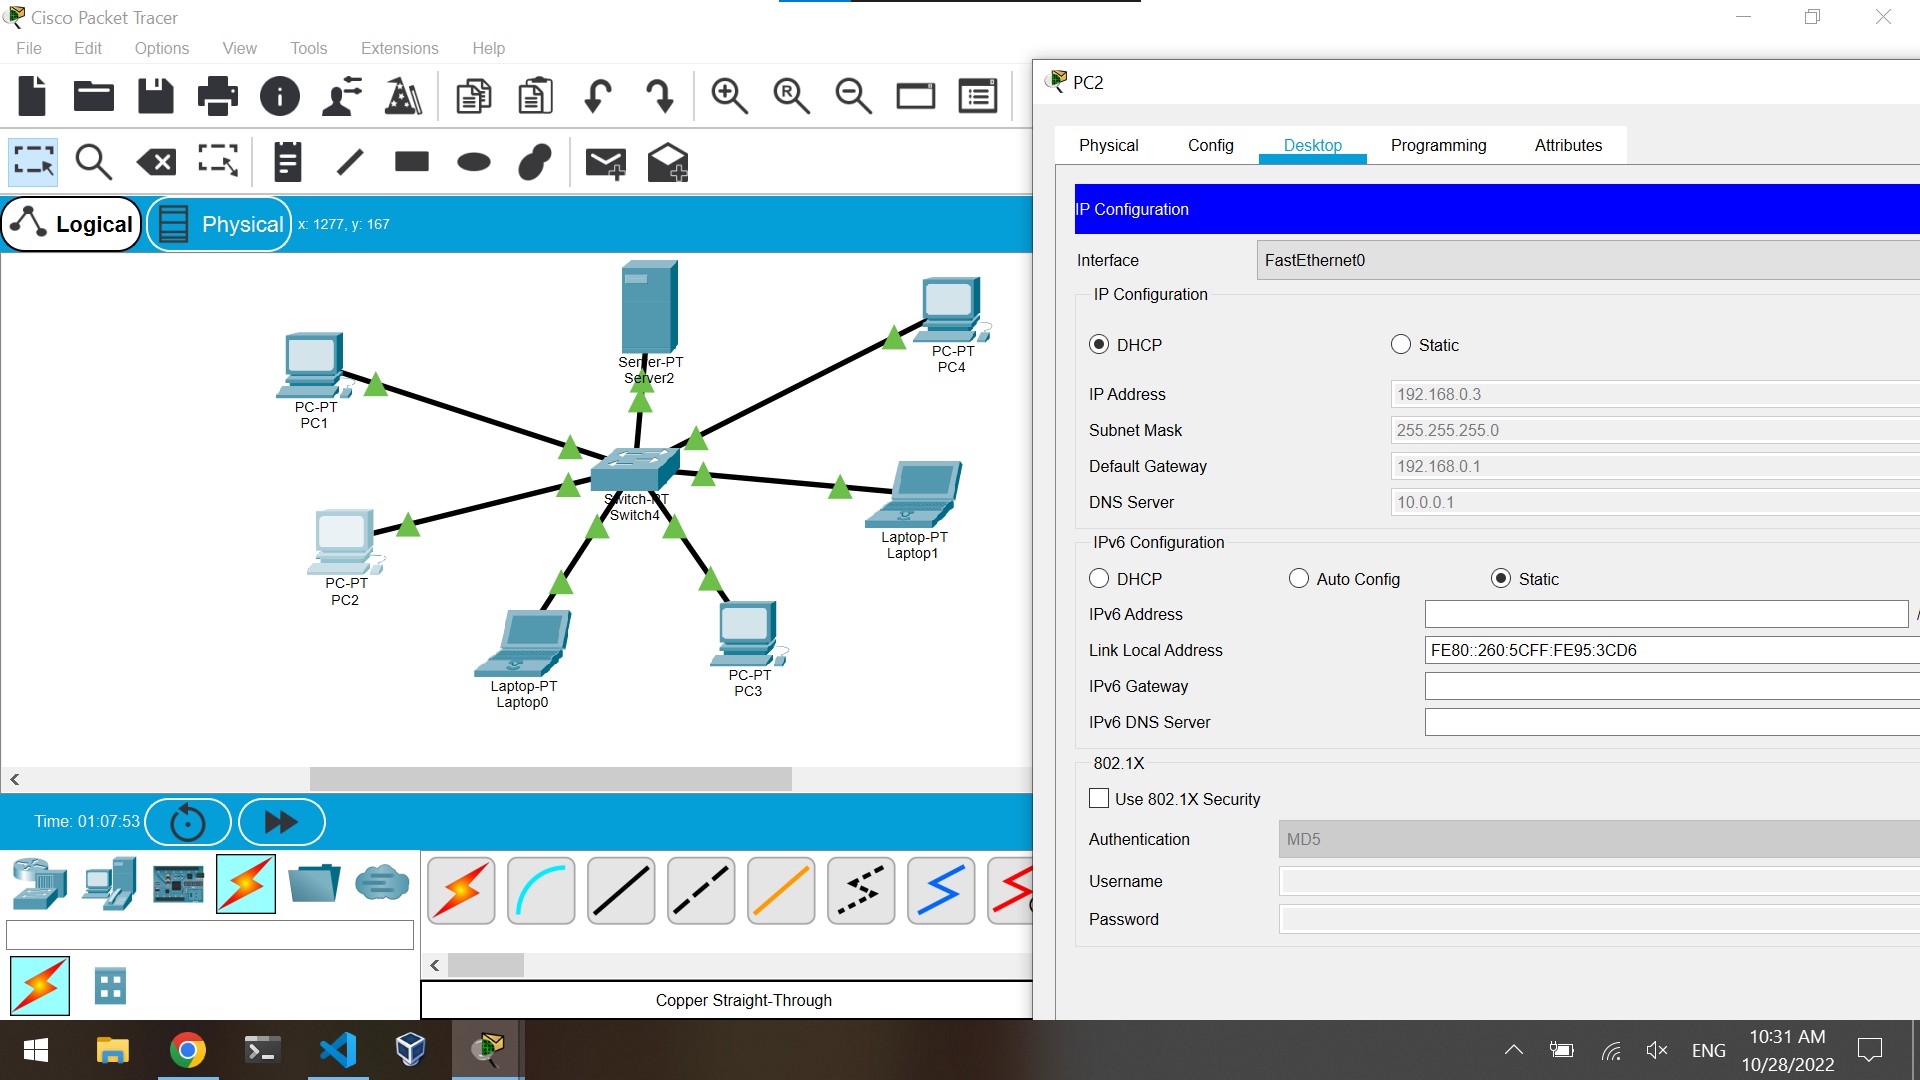 Cisco Packet Tracer
File Edit Options View Tools Extensions Help
Logical Physical x: 1277, y: 167
Server-PT
Server2
PC-PT
PC4
PC-PT
PC1
Switch-PT
Switch4
Laptop-PT
Laptop1
PC-PT
PC2
Laptop-PT
Laptop0
PC-PT
PC3
Time: 01:07:53
Copper Straight-Through
PC2
Physical Config Desktop Programming Attributes
IP Configuration
Interface FastEthernet0
IP Configuration
DHCP Static
IP Address 192.168.0.3
Subnet Mask 255.255.255.0
Default Gateway 192.168.0.1
DNS Server 10.0.0.1
IPv6 Configuration
DHCP Auto Config Static
IPv6 Address /
Link Local Address FE80::260:5CFF:FE95:3CD6
IPv6 Gateway
IPv6 DNS Server
802.1X
Use 802.1X Security
Authentication MD5
Username
Password
ENG 10:31 AM
10/28/2022